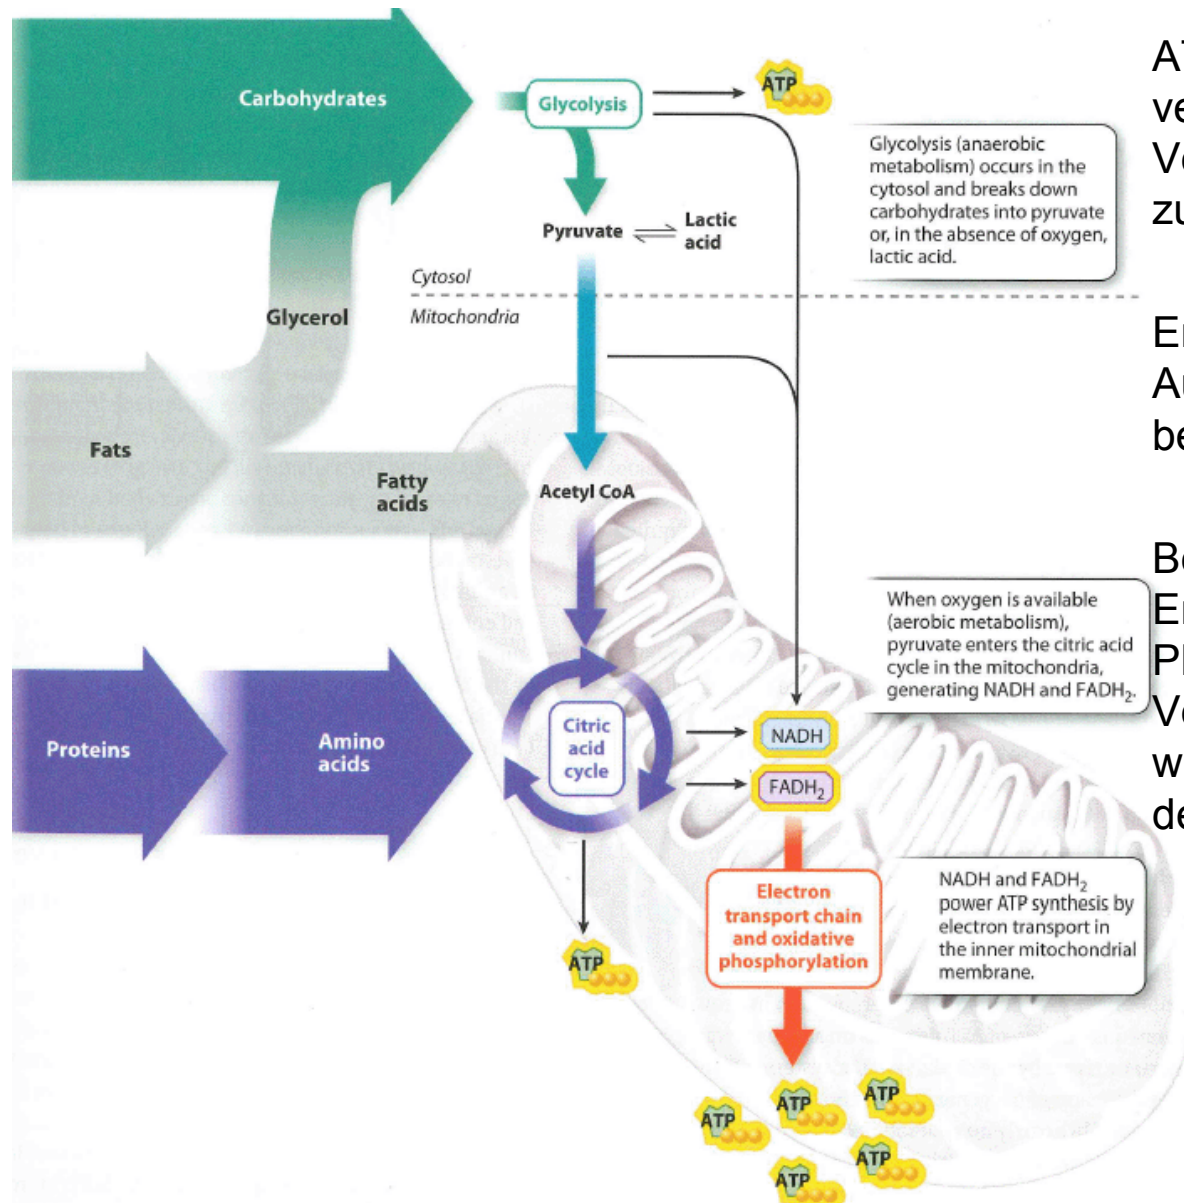 Carbohydrates
Glycolysis
ATP
Glycolysis (anaerobic
metabolism) occurs in the
cytosol and breaks down
carbohydrates into pyruvate
or, in the absence of oxygen,
lactic acid.
Pyruvate
Lactic
acid
Cytosol
Mitochondria
Glycerol
Fats
Fatty
acids
Acetyl CoA
When oxygen is available
(aerobic metabolism),
pyruvate enters the citric acid
cycle in the mitochondria,
generating NADH and FADH₂.
Proteins
Amino
acids
Citric
acid
cycle
NADH
FADH₂
Electron
transport chain
and oxidative
phosphorylation
NADH and FADH₂
power ATP synthesis by
electron transport in
the inner mitochondrial
membrane.
ATP
ATP
ATP
ATP
ATP
ATP
zu